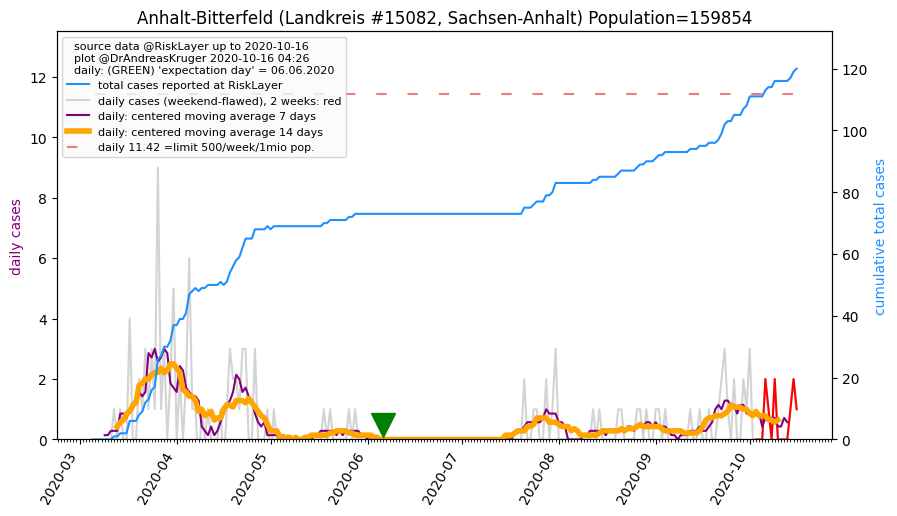 Anhalt-Bitterfeld (Landkreis #15082, Sachsen-Anhalt) Population=159854
source data @RiskLayer up to 2020-10-16
plot @DrAndreasKruger 2020-10-16 04:26
daily: (GREEN) 'expectation day' = 06.06.2020
total cases reported at RiskLayer
daily cases (weekend-flawed), 2 weeks: red
daily: centered moving average 7 days
daily: centered moving average 14 days
daily 11.42 =limit 500/week/1mio pop.
daily cases
12
10
8
6
4
2
0
cumulative total cases
120
100
80
60
40
20
0
2020-03
2020-04
2020-05
2020-06
2020-07
2020-08
2020-09
2020-10